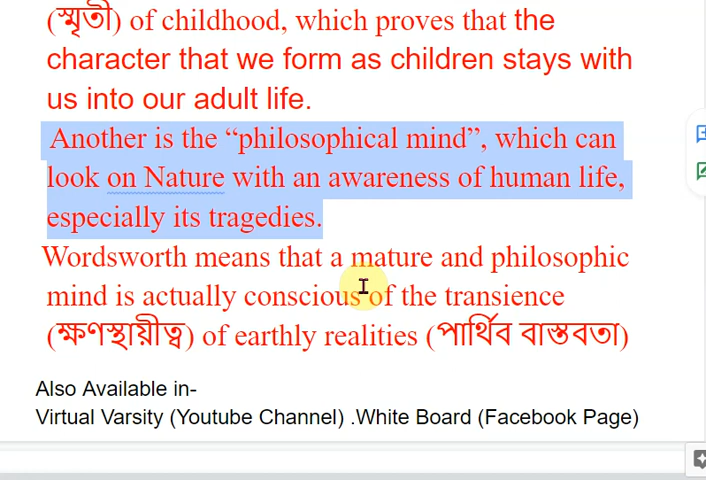 (স্মৃতী) of childhood, which proves that the
character that we form as children stays with
us into our adult life.
Another is the “philosophical mind”, which can
look on Nature with an awareness of human life,
especially its tragedies.
Wordsworth means that a mature and philosophic
mind is actually conscious of the transience
(ক্ষণস্থায়ীত্ব) of earthly realities (পার্থিব বাস্তবতা)
Also Available in-
Virtual Varsity (Youtube Channel) .White Board (Facebook Page)